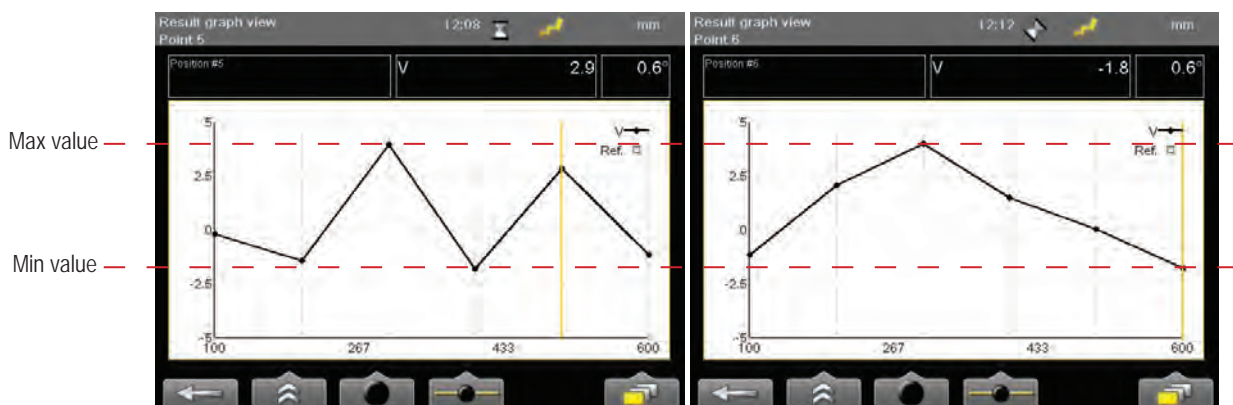 Result graph view 12:08 mm
Point 5
Position #5 V 2.9 0.6°
5
V
Ref.
2.5
0
-2.5
-5
100 267 433 600
Result graph view 12:12 mm
Point 6
Position #6 V -1.8 0.6°
5
V
Ref.
2.5
0
-2.5
-5
100 267 433 600
Max value
Min value